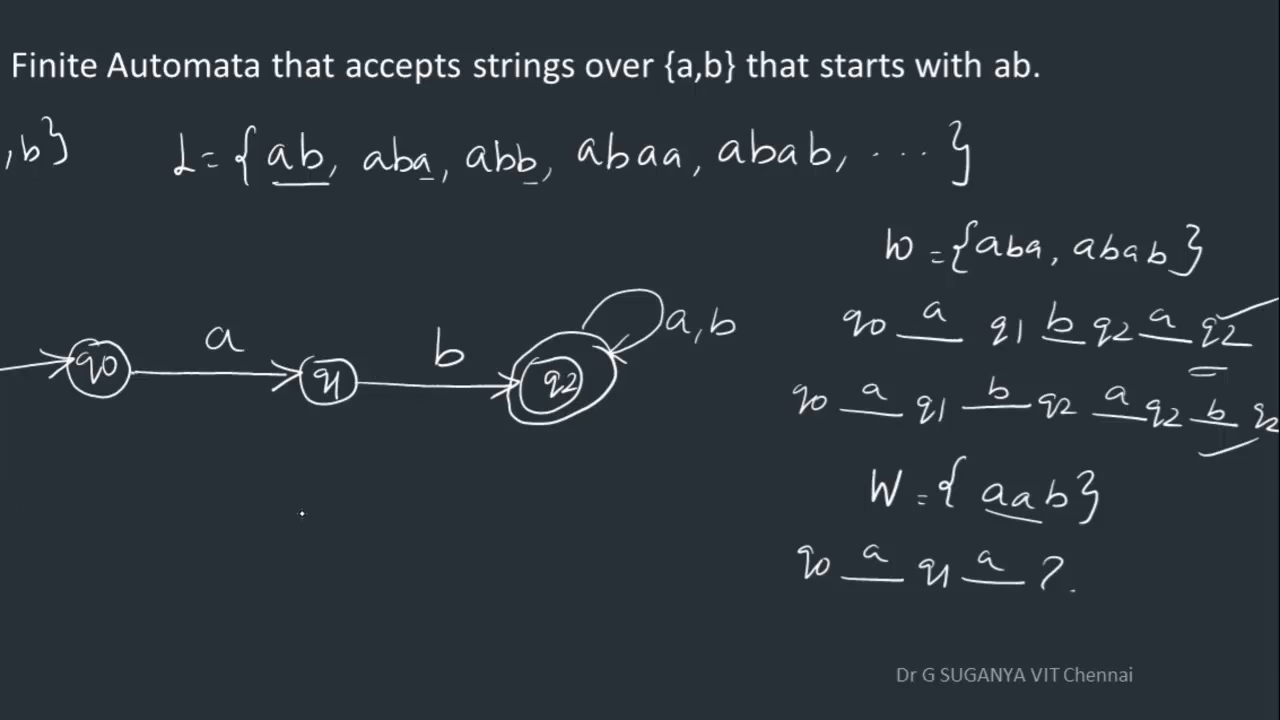 Finite Automata that accepts strings over {a,b} that starts with ab.
,b}
L = { ab, aba, abb, abaa, abab, ... }
W = {aba, abab}
a
b
a,b
q0
q1
q2
q0 a q1 b q2 a q2
q0 a q1 b q2 a q2 b q2
W = { aab}
q0 a q1 a ?.
Dr G SUGANYA VIT Chennai